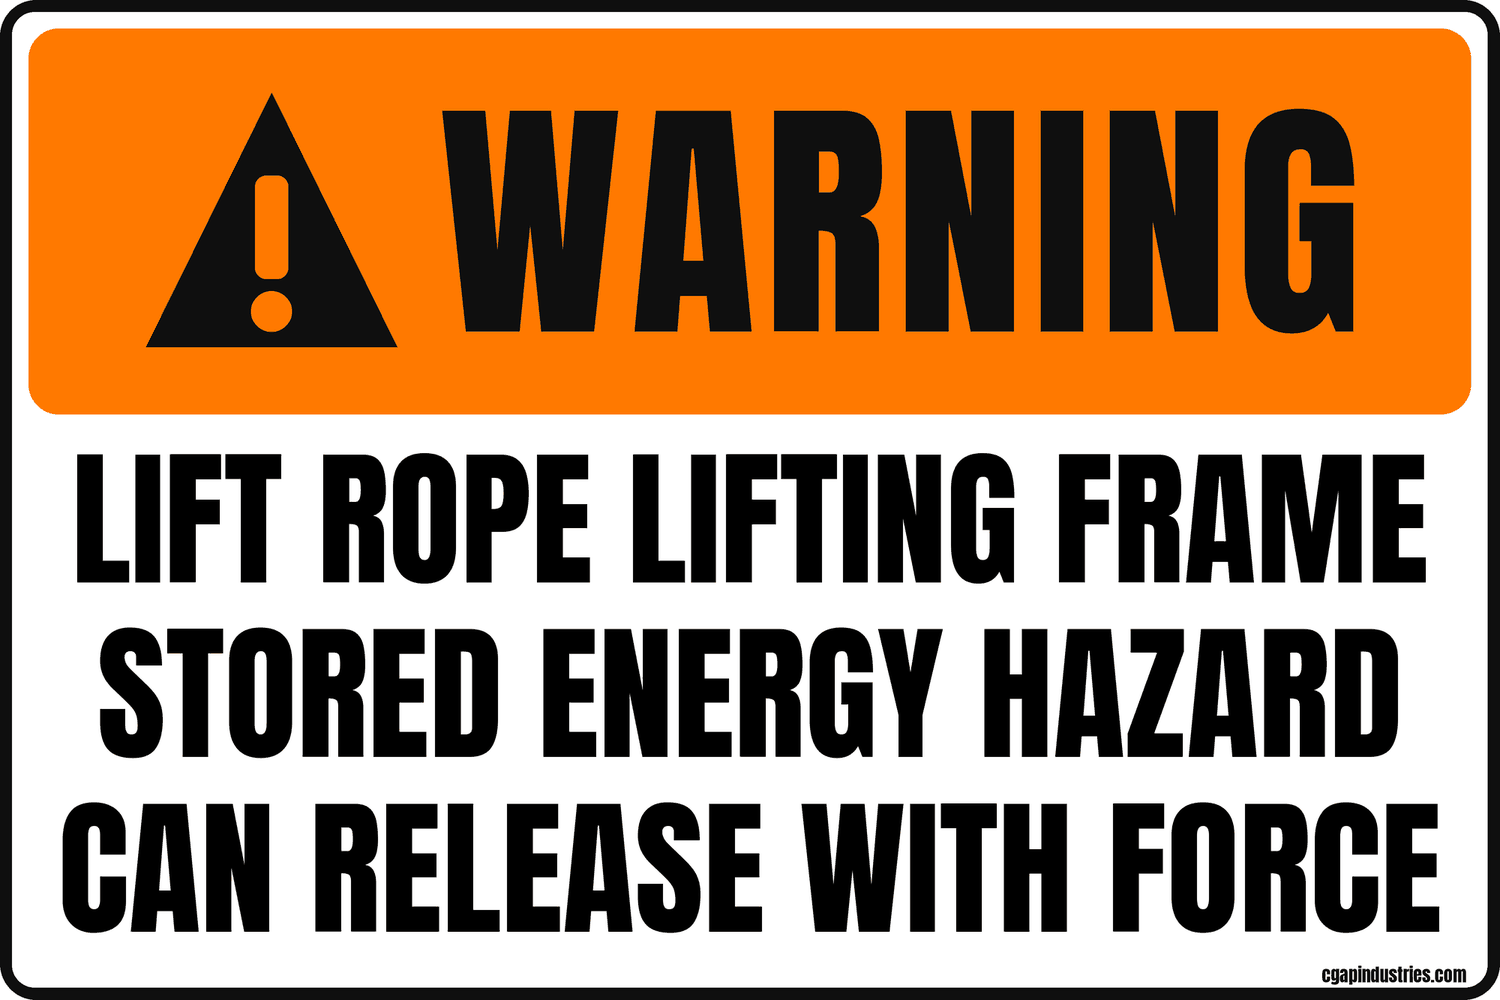 WARNING
LIFT ROPE LIFTING FRAME
STORED ENERGY HAZARD
CAN RELEASE WITH FORCE
cgapindustries.com